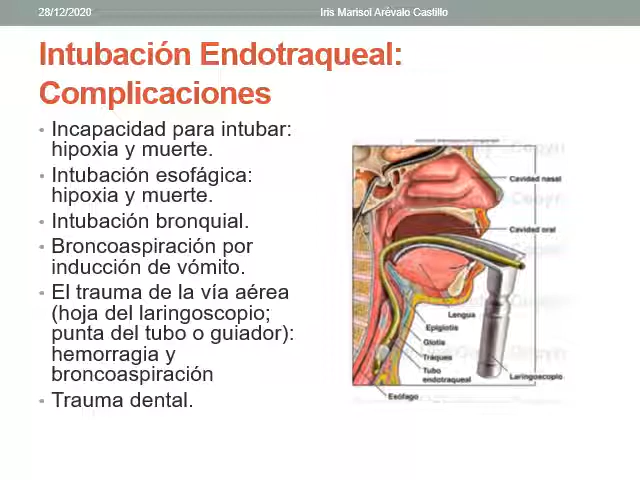 28/12/2020
Iris Marisol Arévalo Castillo
Intubación Endotraqueal:
Complicaciones
• Incapacidad para intubar:
hipoxia y muerte.
• Intubación esofágica:
hipoxia y muerte.
• Intubación bronquial.
• Broncoaspiración por
inducción de vómito.
• El trauma de la vía aérea
(hoja del laringoscopio;
punta del tubo o guiador):
hemorragia y
broncoaspiración
• Trauma dental.
Cavidad nasal
Cavidad oral
Lengua
Epiglotis
Glotis
Tráques
Tubo
endotraqueal
Laringoscopio
Esófago